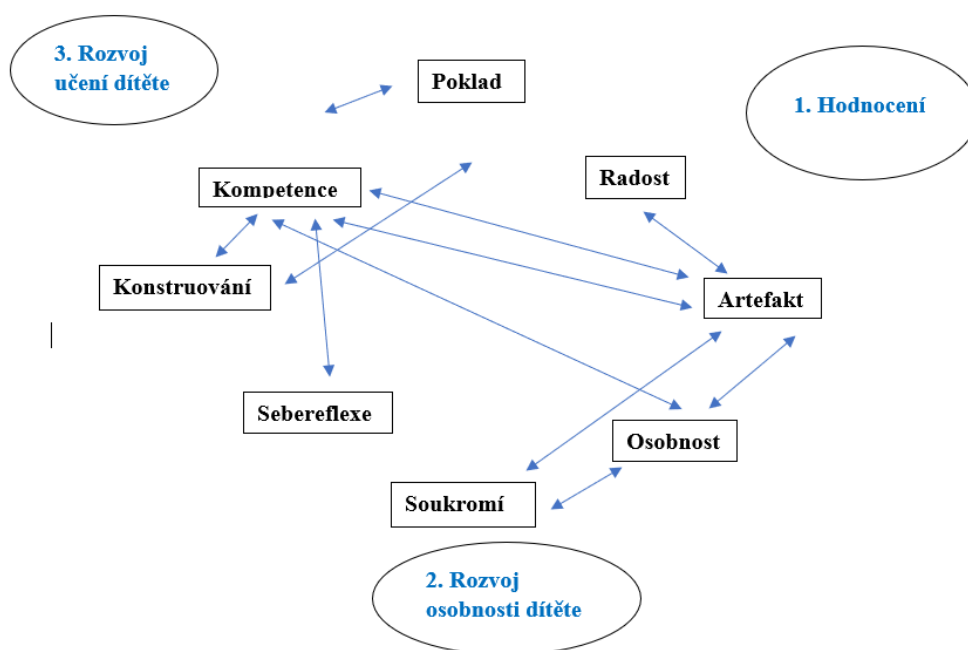 3. Rozvoj
učení dítěte
Poklad
1. Hodnocení
Radost
Kompetence
Konstruování
Artefakt
Sebereflexe
Osobnost
Soukromí
2. Rozvoj
osobnosti dítěte